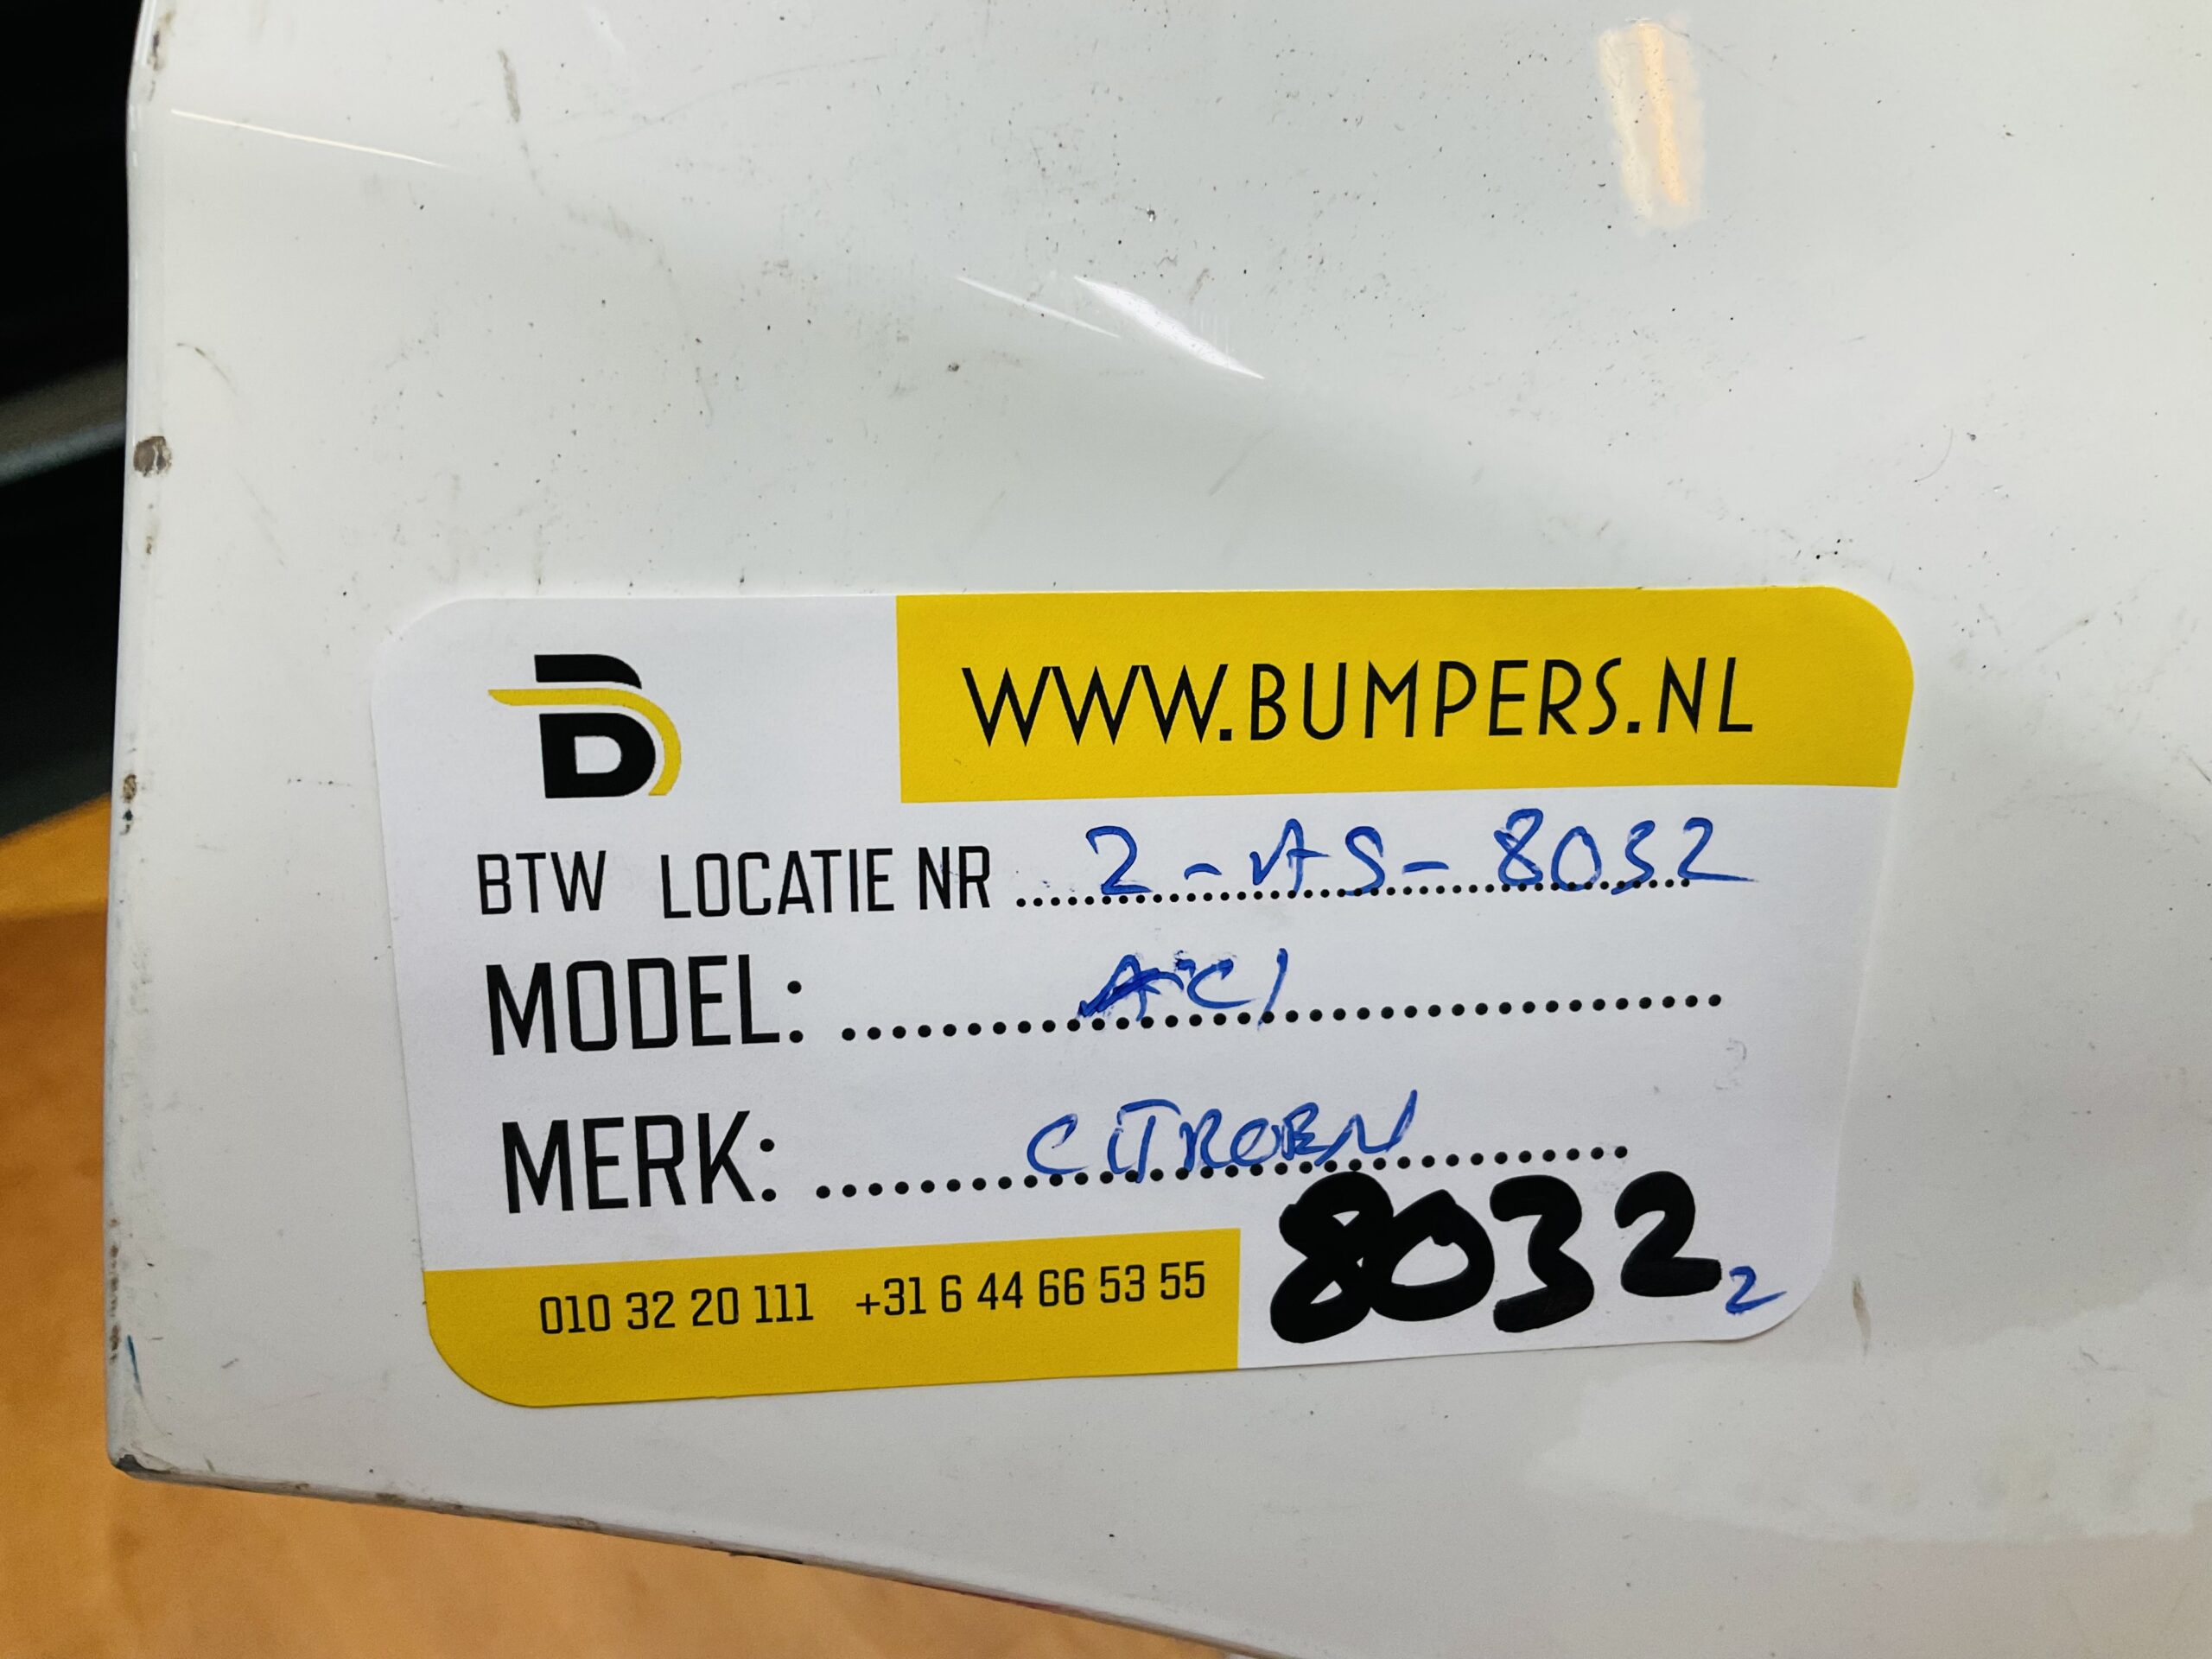 WWW.BUMPERS.NL
BTW LOCATIE NR 2-AS-8032
MODEL: C1
MERK: CITROEN
8032 2
010 32 20 111 +31 6 44 66 53 55